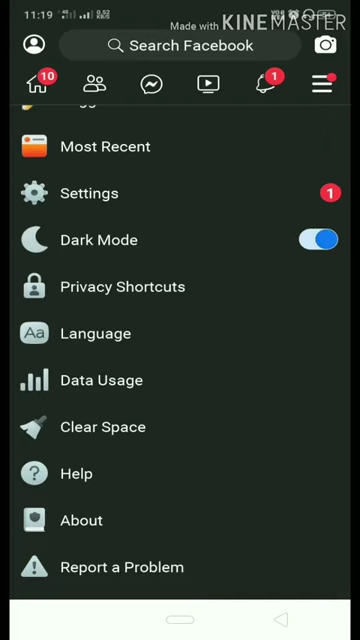 11:19
Made with KINEMASTER
Search Facebook
10
1
Most Recent
Settings
1
Dark Mode
Privacy Shortcuts
Aa
Language
Data Usage
Clear Space
?
Help
About
Report a Problem